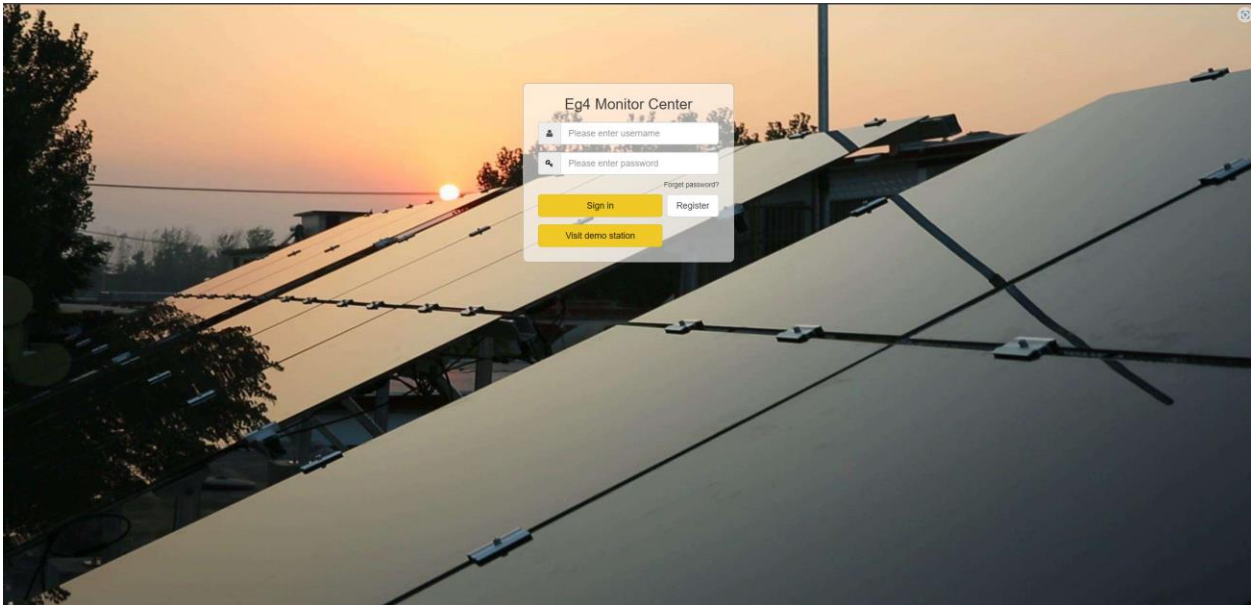 Eg4 Monitor Center
Please enter username
Please enter password
Forget password?
Sign in
Register
Visit demo station